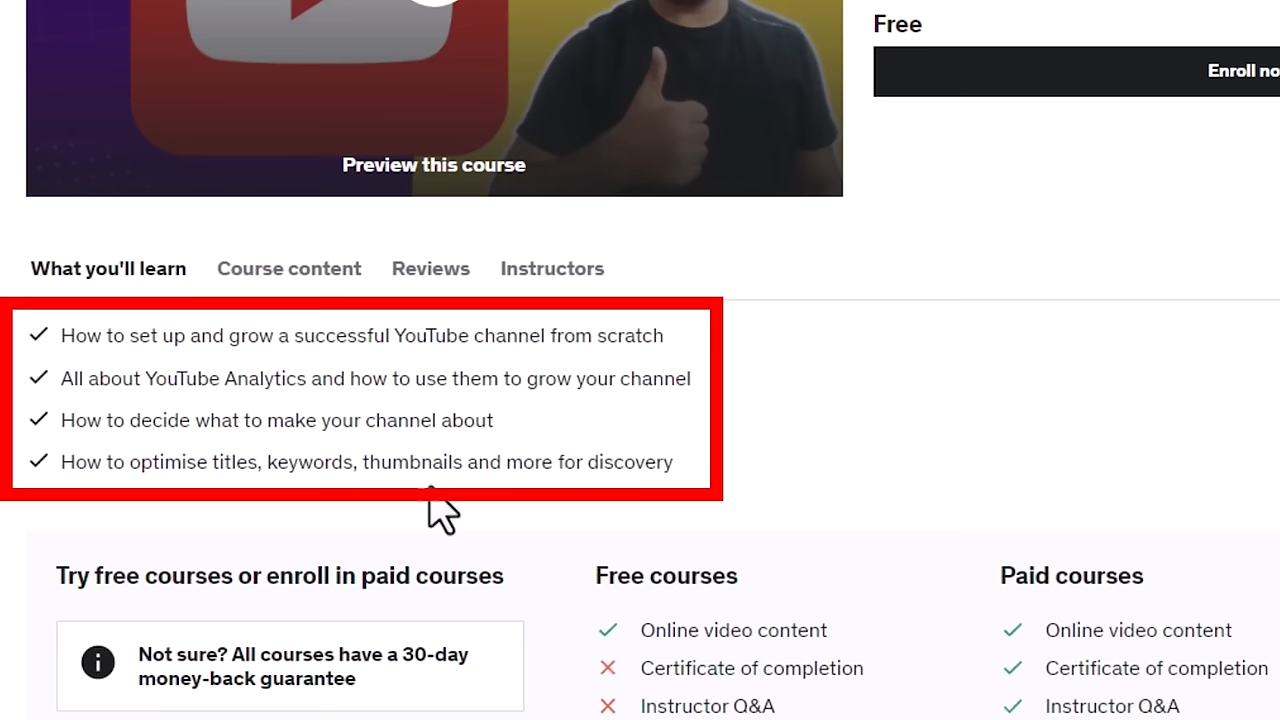 Free
Enroll no
Preview this course
What you'll learn Course content Reviews Instructors
How to set up and grow a successful YouTube channel from scratch
All about YouTube Analytics and how to use them to grow your channel
How to decide what to make your channel about
How to optimise titles, keywords, thumbnails and more for discovery
Try free courses or enroll in paid courses
Not sure? All courses have a 30-day
money-back guarantee
Free courses
Online video content
Certificate of completion
Instructor Q&A
Paid courses
Online video content
Certificate of completion
Instructor Q&A